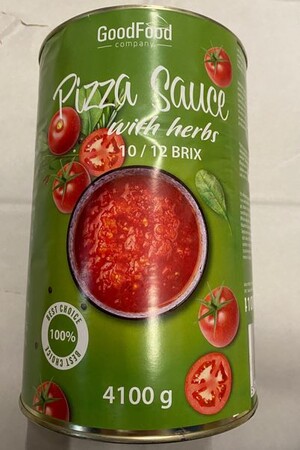 GoodFood
company
Pizza Sauce
with herbs
10 / 12 BRIX
BEST CHOICE
100%
BEST CHOICE
4100 g